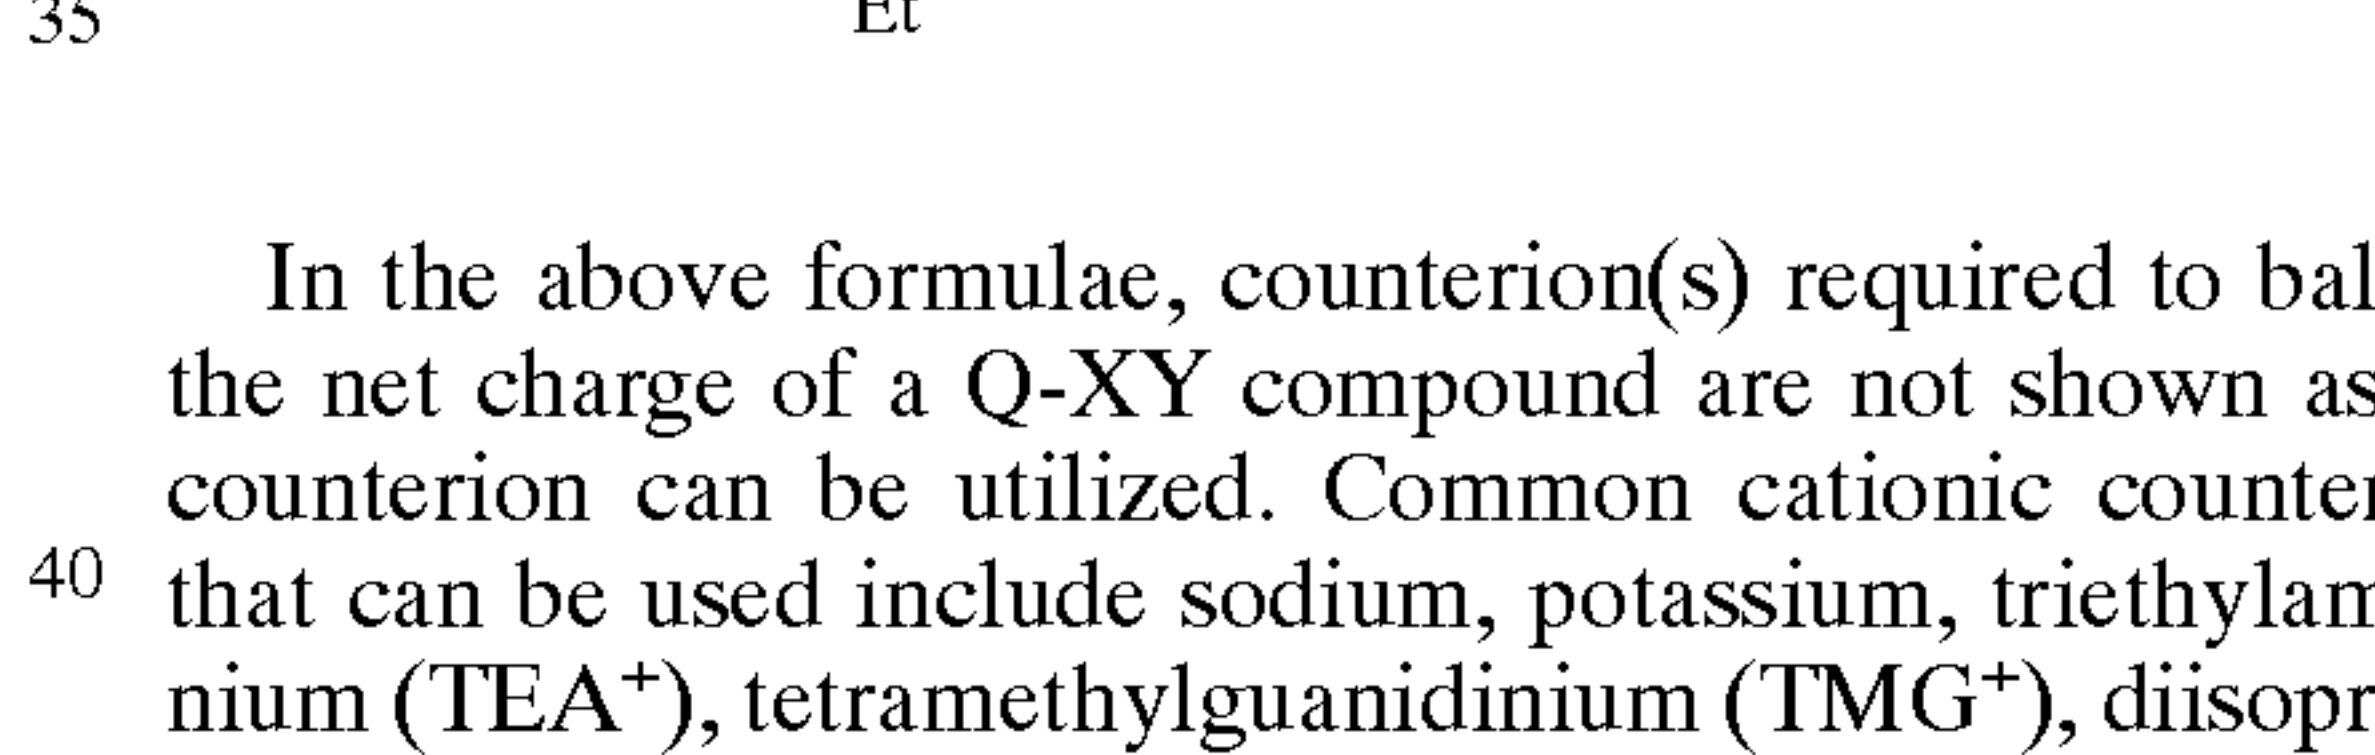 35 Et
In the above formulae, counterion(s) required to bal
the net charge of a Q-XY compound are not shown as
counterion can be utilized. Common cationic counter
40 that can be used include sodium, potassium, triethylam
nium (TEA⁺), tetramethylguanidinium (TMG⁺), diisopr